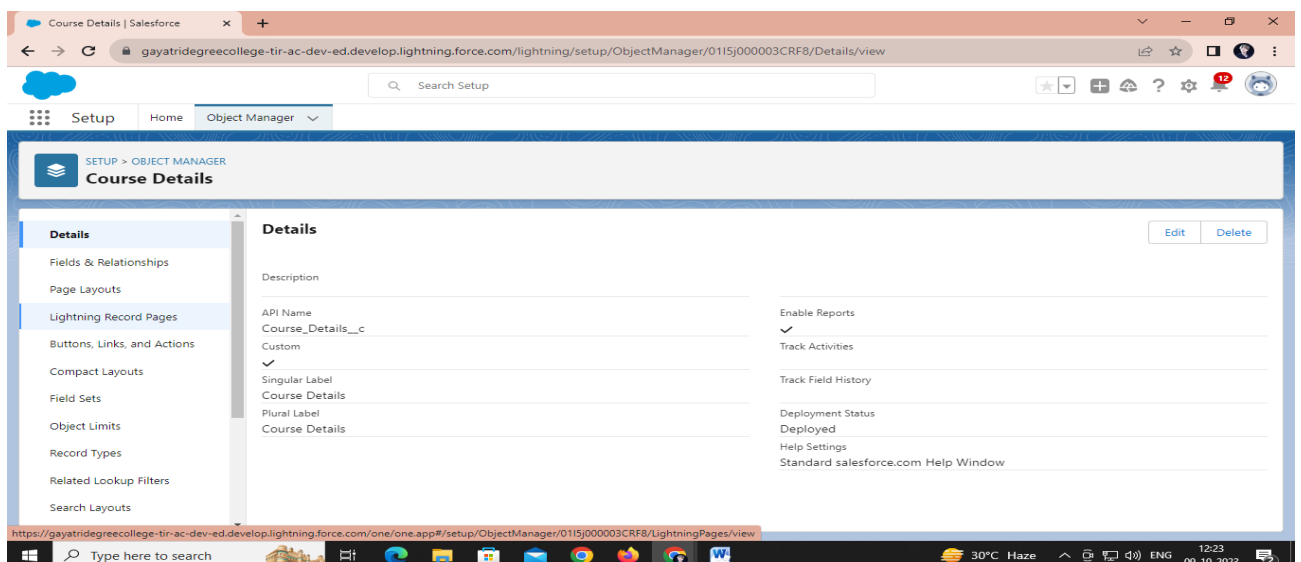 Course Details | Salesforce
gayatridegreecollege-tir-ac-dev-ed.develop.lightning.force.com/lightning/setup/ObjectManager/01I5j000003CRF8/Details/view
Search Setup
12
Setup Home Object Manager
SETUP > OBJECT MANAGER
Course Details
Details
Fields & Relationships
Page Layouts
Lightning Record Pages
Buttons, Links, and Actions
Compact Layouts
Field Sets
Object Limits
Record Types
Related Lookup Filters
Search Layouts
Details
Edit Delete
Description
API Name
Course_Details__c
Custom
Singular Label
Course Details
Plural Label
Course Details
Enable Reports
Track Activities
Track Field History
Deployment Status
Deployed
Help Settings
Standard salesforce.com Help Window
https://gayatridegreecollege-tir-ac-dev-ed.develop.lightning.force.com/one/one.app#/setup/ObjectManager/01I5j000003CRF8/LightningPages/view
Type here to search
30°C Haze
ENG
12:23
09-10-2023